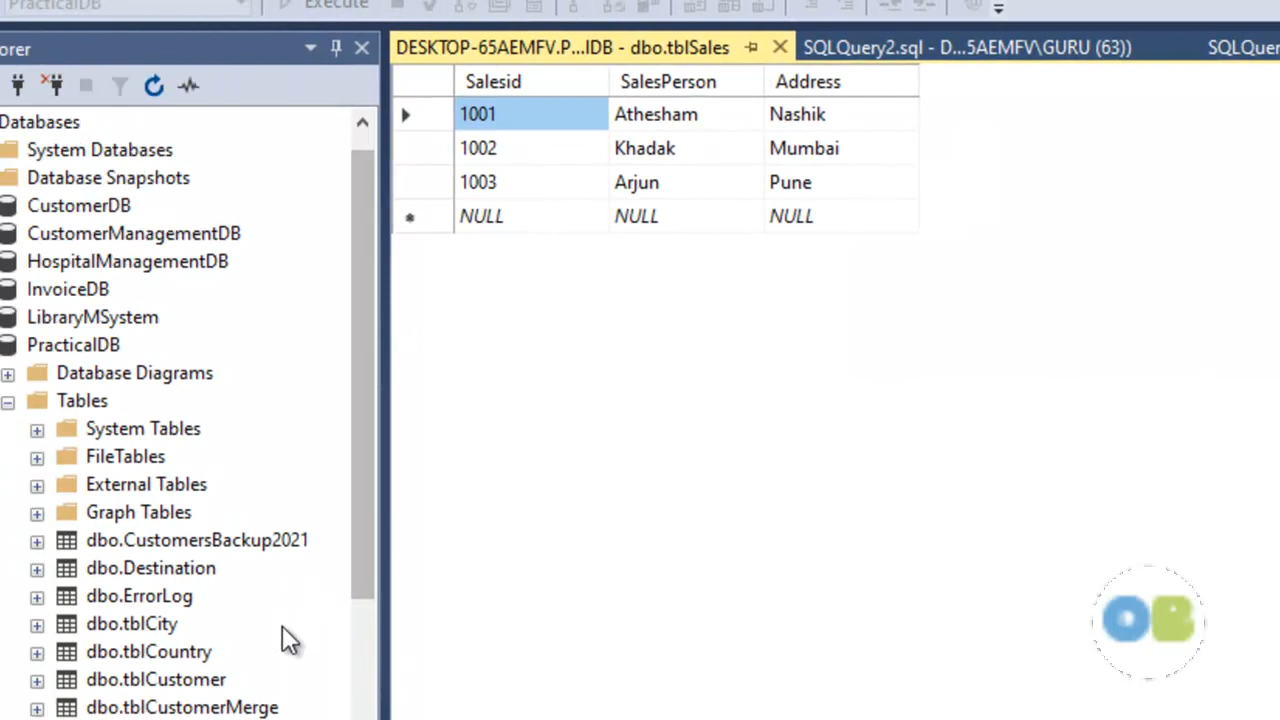 PracticalDB
Execute
orer
DESKTOP-65AEMFV.P...IDB - dbo.tblSales
SQLQuery2.sql - D...5AEMFV\GURU (63))
SQLQuer
Databases
System Databases
Database Snapshots
CustomerDB
CustomerManagementDB
HospitalManagementDB
InvoiceDB
LibraryMSystem
PracticalDB
Database Diagrams
Tables
System Tables
FileTables
External Tables
Graph Tables
dbo.CustomersBackup2021
dbo.Destination
dbo.ErrorLog
dbo.tblCity
dbo.tblCountry
dbo.tblCustomer
dbo.tblCustomerMerge
Salesid SalesPerson Address
1001 Athesham Nashik
1002 Khadak Mumbai
1003 Arjun Pune
NULL NULL NULL
OB